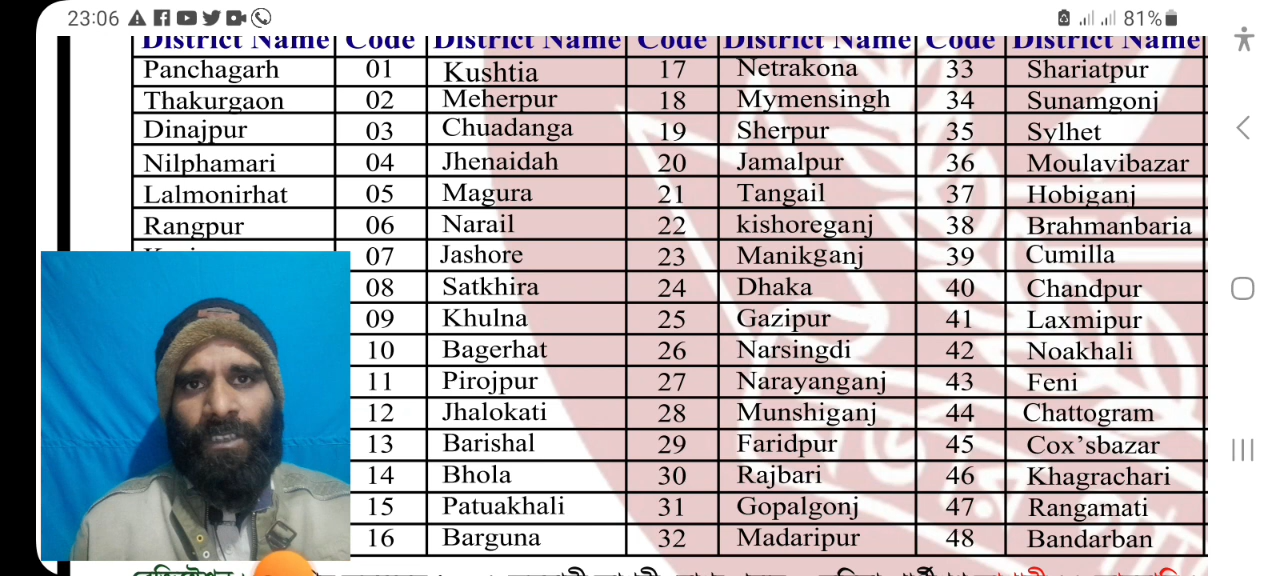 23:06 81%
District Name Code District Name Code District Name Code District Name
Panchagarh 01 Kushtia 17 Netrakona 33 Shariatpur
Thakurgaon 02 Meherpur 18 Mymensingh 34 Sunamgonj
Dinajpur 03 Chuadanga 19 Sherpur 35 Sylhet
Nilphamari 04 Jhenaidah 20 Jamalpur 36 Moulavibazar
Lalmonirhat 05 Magura 21 Tangail 37 Hobiganj
Rangpur 06 Narail 22 kishoreganj 38 Brahmanbaria
07 Jashore 23 Manikganj 39 Cumilla
08 Satkhira 24 Dhaka 40 Chandpur
09 Khulna 25 Gazipur 41 Laxmipur
10 Bagerhat 26 Narsingdi 42 Noakhali
11 Pirojpur 27 Narayanganj 43 Feni
12 Jhalokati 28 Munshiganj 44 Chattogram
13 Barishal 29 Faridpur 45 Cox’sbazar
14 Bhola 30 Rajbari 46 Khagrachari
15 Patuakhali 31 Gopalgonj 47 Rangamati
16 Barguna 32 Madaripur 48 Bandarban